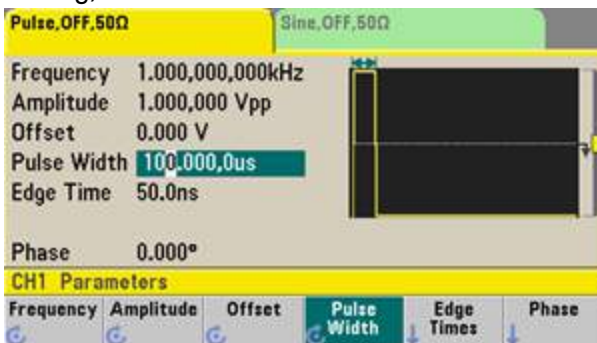 Pulse,OFF,50Ω
Sine,OFF,50Ω
Frequency 1.000,000,000kHz
Amplitude 1.000,000 Vpp
Offset 0.000 V
Pulse Width 100.000,0us
Edge Time 50.0ns
Phase 0.000°
CH1 Parameters
Frequency Amplitude Offset Pulse Width Edge Times Phase